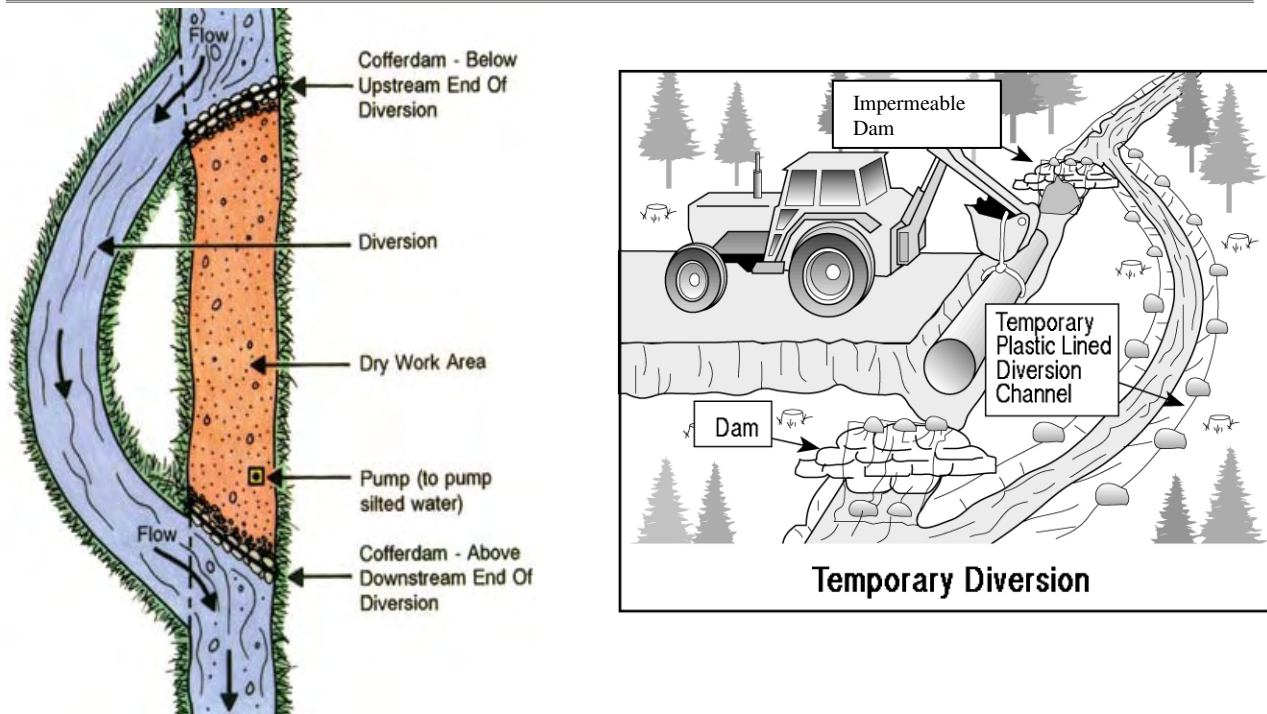 Flow
Cofferdam - Below
Upstream End Of
Diversion
Diversion
Dry Work Area
Pump (to pump
silted water)
Flow
Cofferdam - Above
Downstream End Of
Diversion
Impermeable
Dam
Temporary
Plastic Lined
Diversion
Channel
Dam
Temporary Diversion